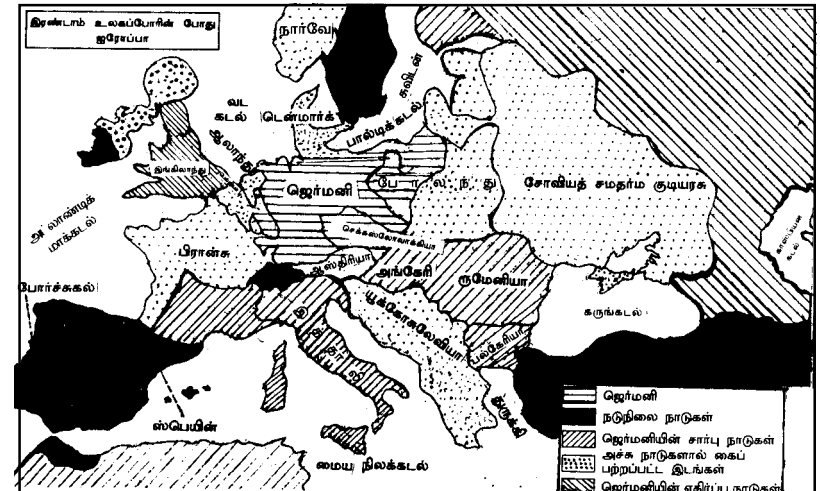 இரண்டாம் உலகப்போரின் போது
ஐரோப்பா
நார்வே
சுவிடன்
வட
கடல்
டென்மார்க்
பால்டிக்கடல்
ஆலாந்து
இங்கிலாந்து
ஜெர்மனி
போலந்து
சோவியத் சமதர்ம குடியரசு
அட்லாண்டிக்
மாக்கடல்
செக்கஸ்லோவாக்கியா
பிரான்சு
ஆஸ்திரியா
அங்கேரி
ருமேனியா
போர்ச்சுகல்
கருங்கடல்
யூக்கோசுலேவியா
பல்கேரியா
இத்தாலி
துருக்கி
ஸ்பெயின்
மைய நிலக்கடல்
ஜெர்மனி
நடுநிலை நாடுகள்
ஜெர்மனியின் சார்பு நாடுகள்
அச்சு நாடுகளால் கைப்
பற்றப்பட்ட இடங்கள்
ஜெர்மனியின் எதிர்ப்பு நாடுகள்